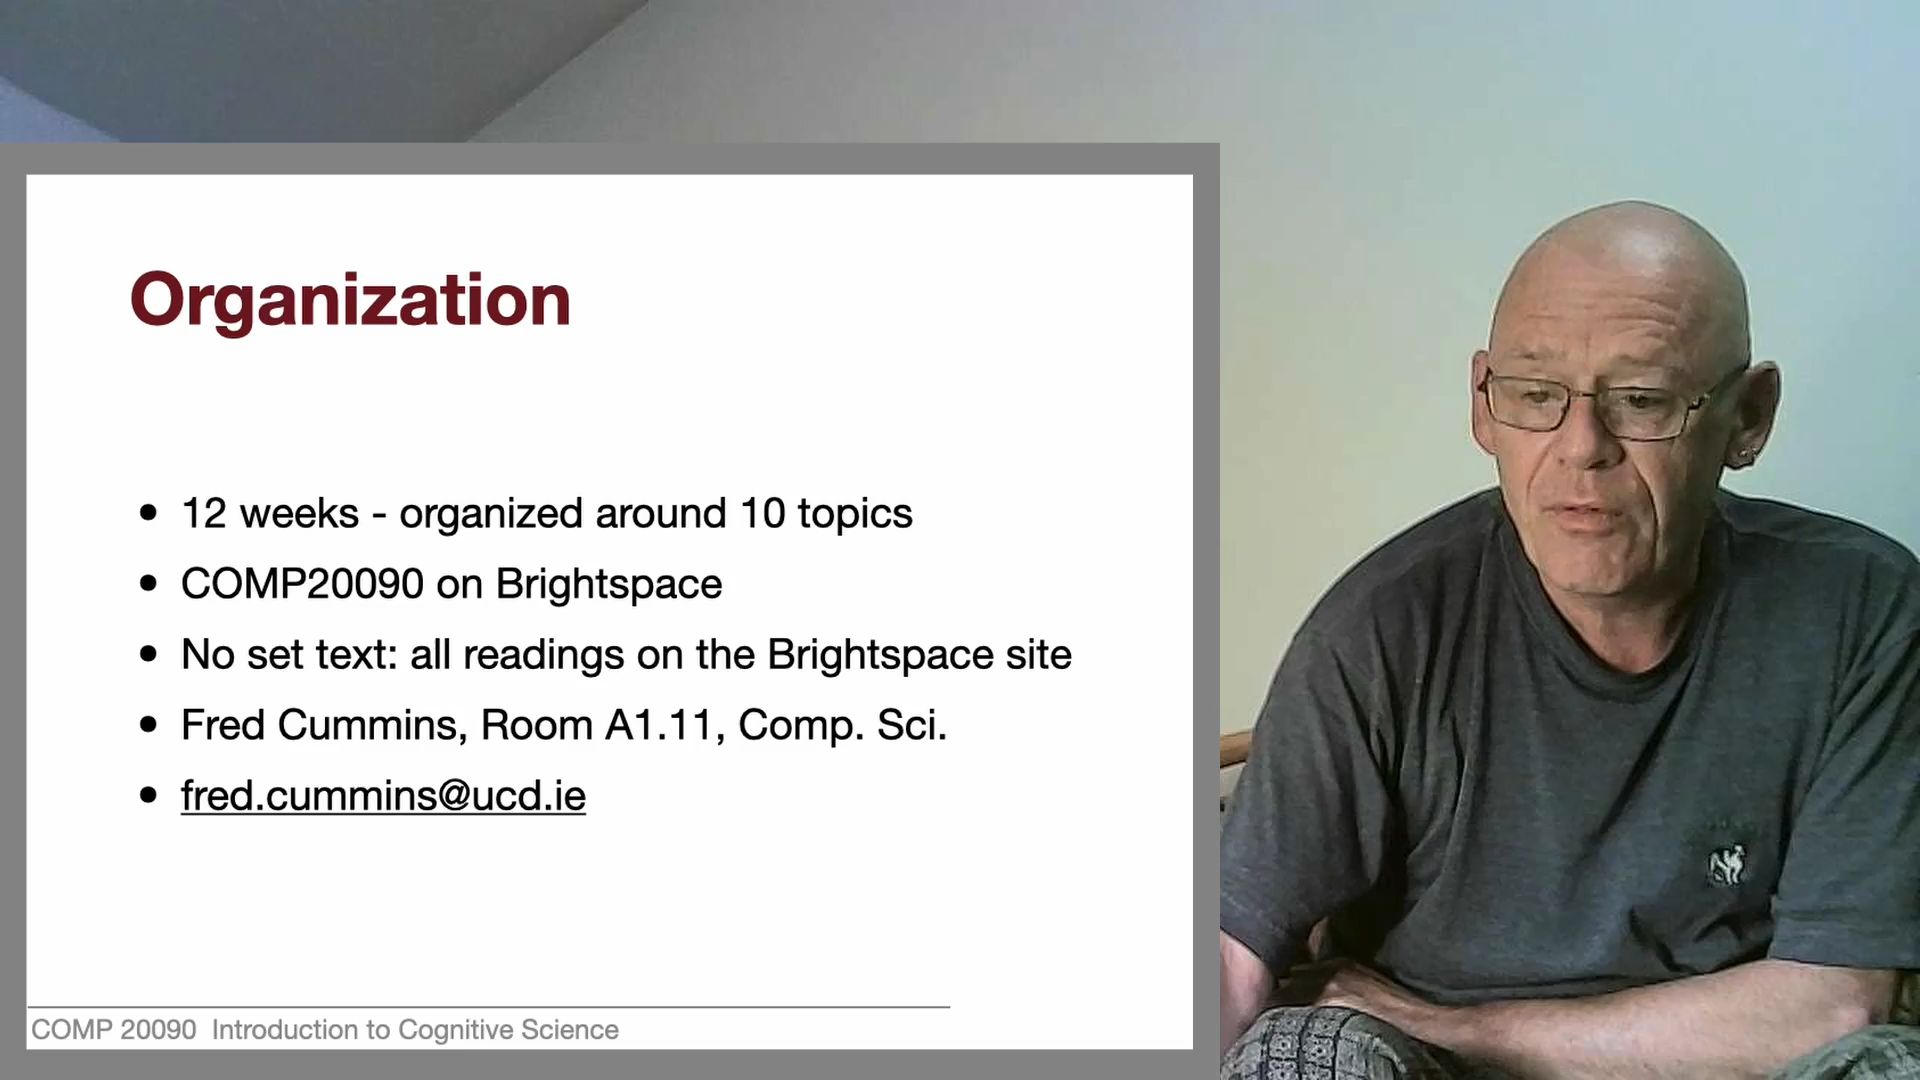 Organization
12 weeks - organized around 10 topics
COMP20090 on Brightspace
No set text: all readings on the Brightspace site
Fred Cummins, Room A1.11, Comp. Sci.
fred.cummins@ucd.ie
COMP 20090 Introduction to Cognitive Science